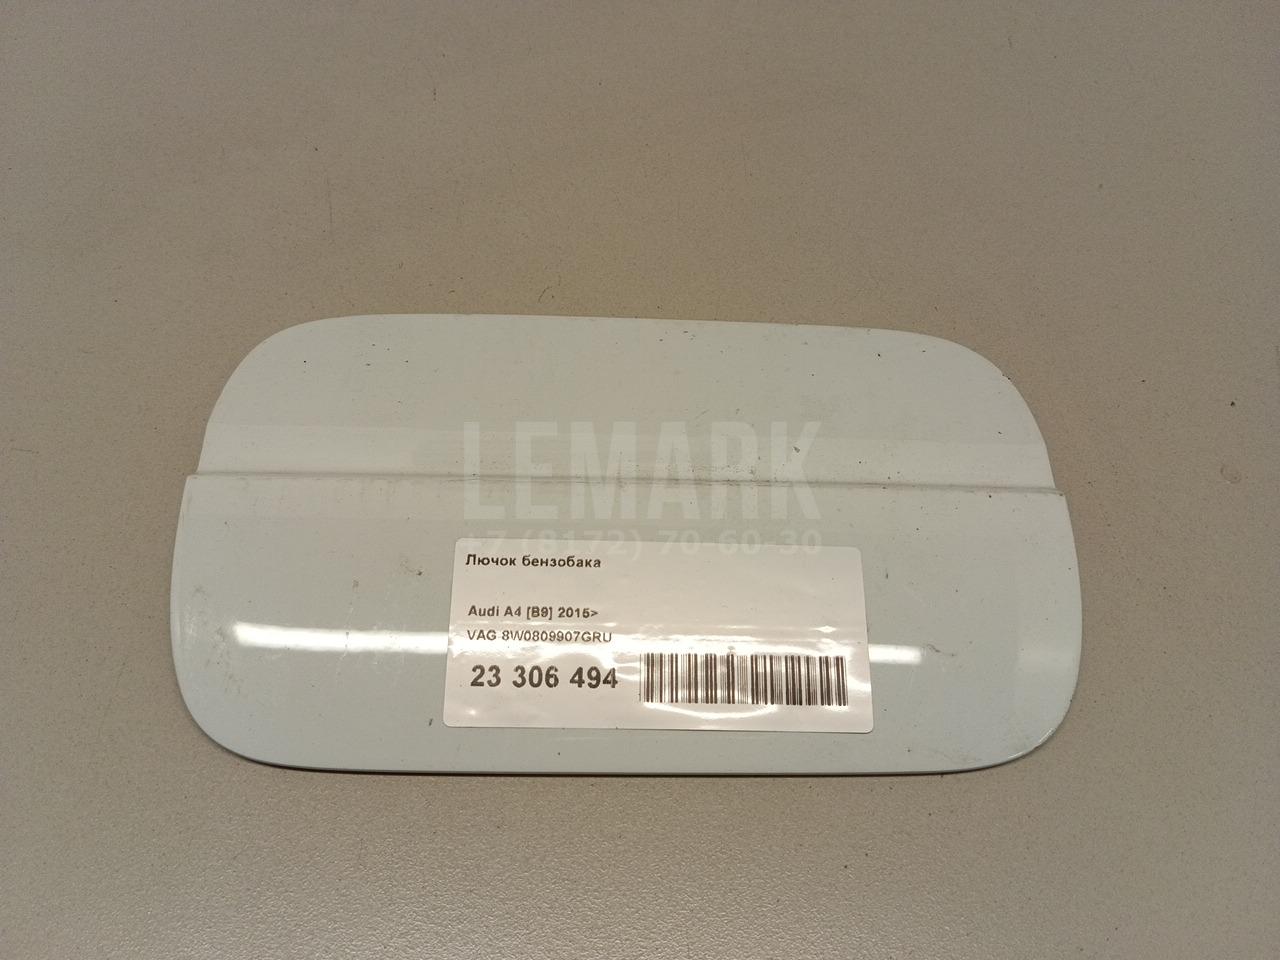 LEMARK
+7 (8172) 70-60-30
Лючок бензобака
Audi A4 [B9] 2015>
VAG 8W0809907GRU
23 306 494